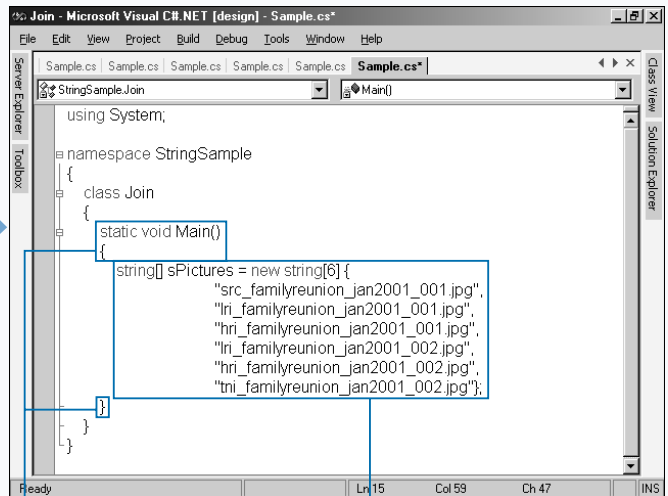 Join - Microsoft Visual C#.NET [design] - Sample.cs*
File Edit View Project Build Debug Tools Window Help
Sample.cs Sample.cs Sample.cs Sample.cs Sample.cs Sample.cs*
StringSample.Join Main()
Server Explorer
Toolbox
Class View
Solution Explorer
using System;
namespace StringSample
{
class Join
{
static void Main()
{
string[] sPictures = new string[6] {
"src_familyreunion_jan2001_001.jpg",
"lri_familyreunion_jan2001_001.jpg",
"hri_familyreunion_jan2001_001.jpg",
"lri_familyreunion_jan2001_002.jpg",
"hri_familyreunion_jan2001_002.jpg",
"tni_familyreunion_jan2001_002.jpg"};
}
}
}
Ready Ln 15 Col 59 Ch 47 INS